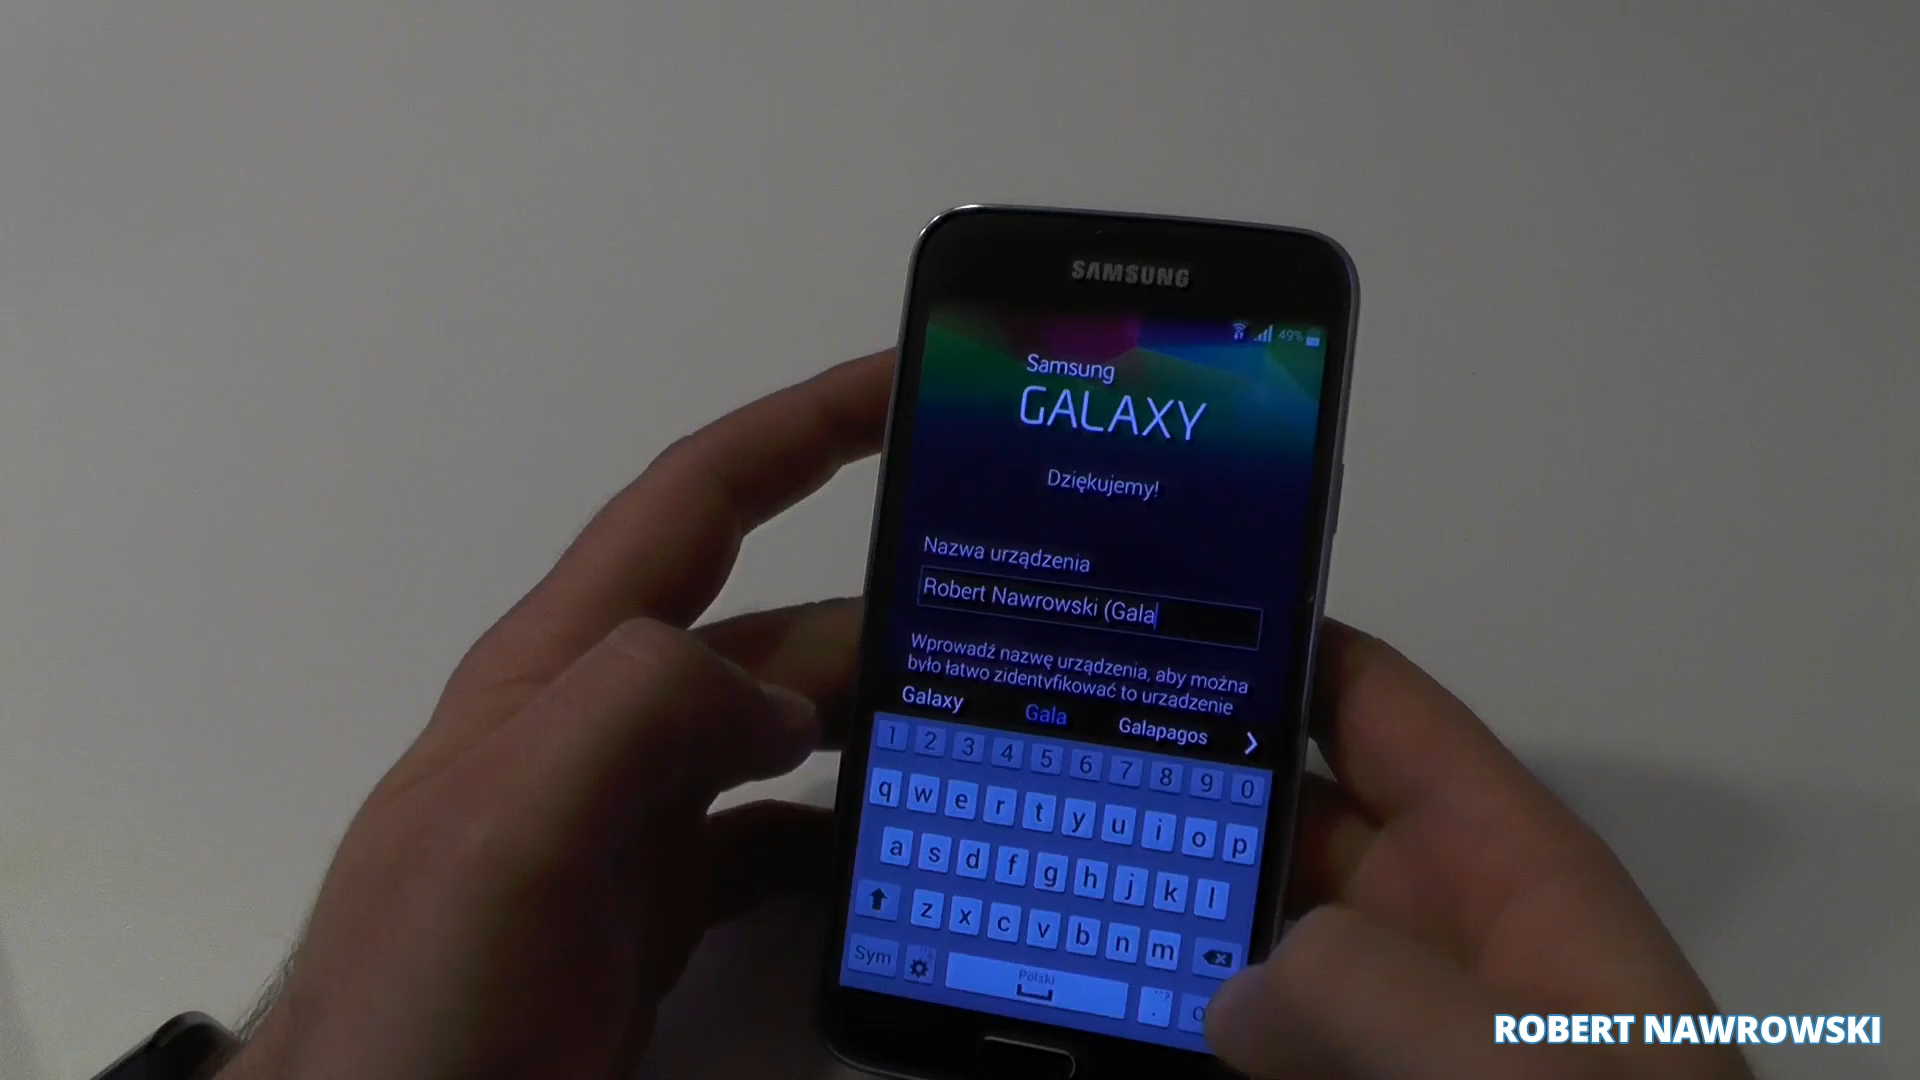 SAMSUNG
49%
Samsung
GALAXY
Dziękujemy!
Nazwa urządzenia
Robert Nawrowski (Gala
Wprowadź nazwę urządzenia, aby można
było łatwo zidentyfikować to urządzenie
Galaxy Gala Galapagos
1 2 3 4 5 6 7 8 9 0
q w e r t y u i o p
a s d f g h j k l
z x c v b n m
Sym Polski .
ROBERT NAWROWSKI